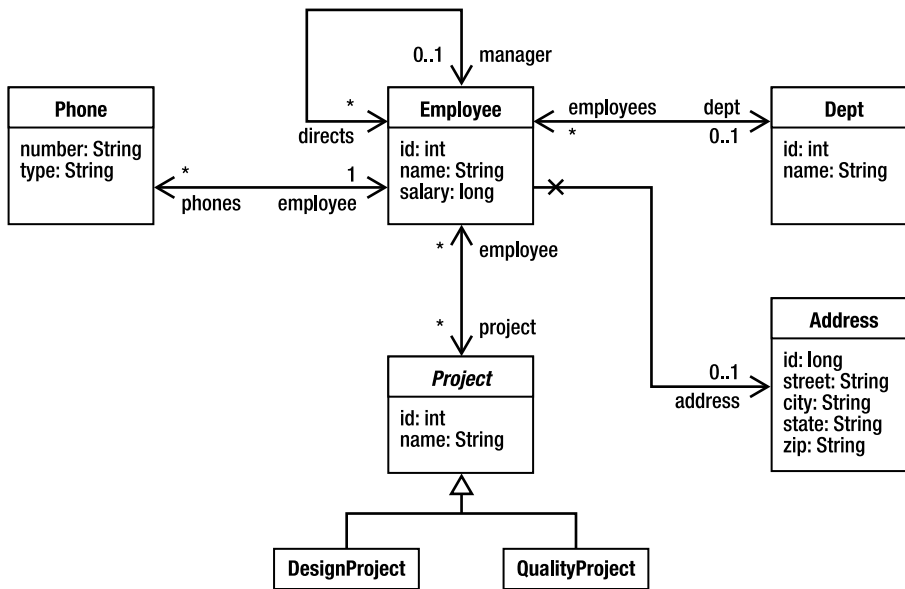 0..1 manager
Phone
number: String
type: String
*
directs
Employee
id: int
name: String
salary: long
employees dept
* 0..1
Dept
id: int
name: String
* 1
phones employee
*
employee
*
project
Project
id: int
name: String
0..1
address
Address
id: long
street: String
city: String
state: String
zip: String
DesignProject
QualityProject